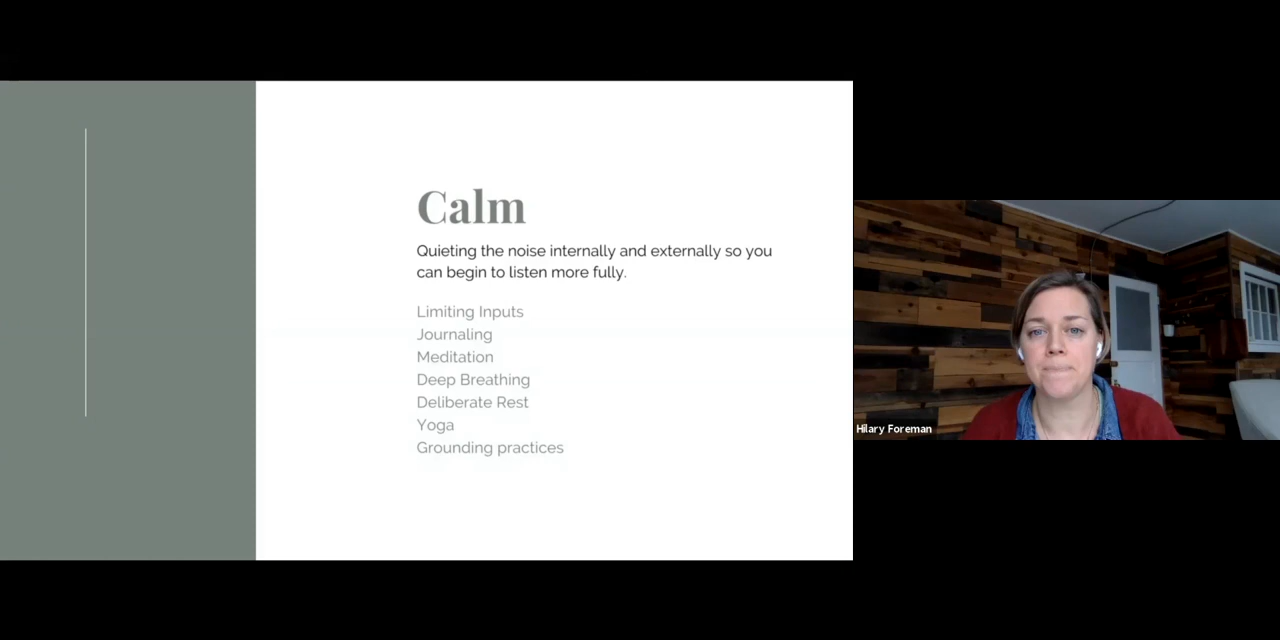 Calm
Quieting the noise internally and externally so you
can begin to listen more fully.
Limiting Inputs
Journaling
Meditation
Deep Breathing
Deliberate Rest
Yoga
Grounding practices
Hilary Foreman